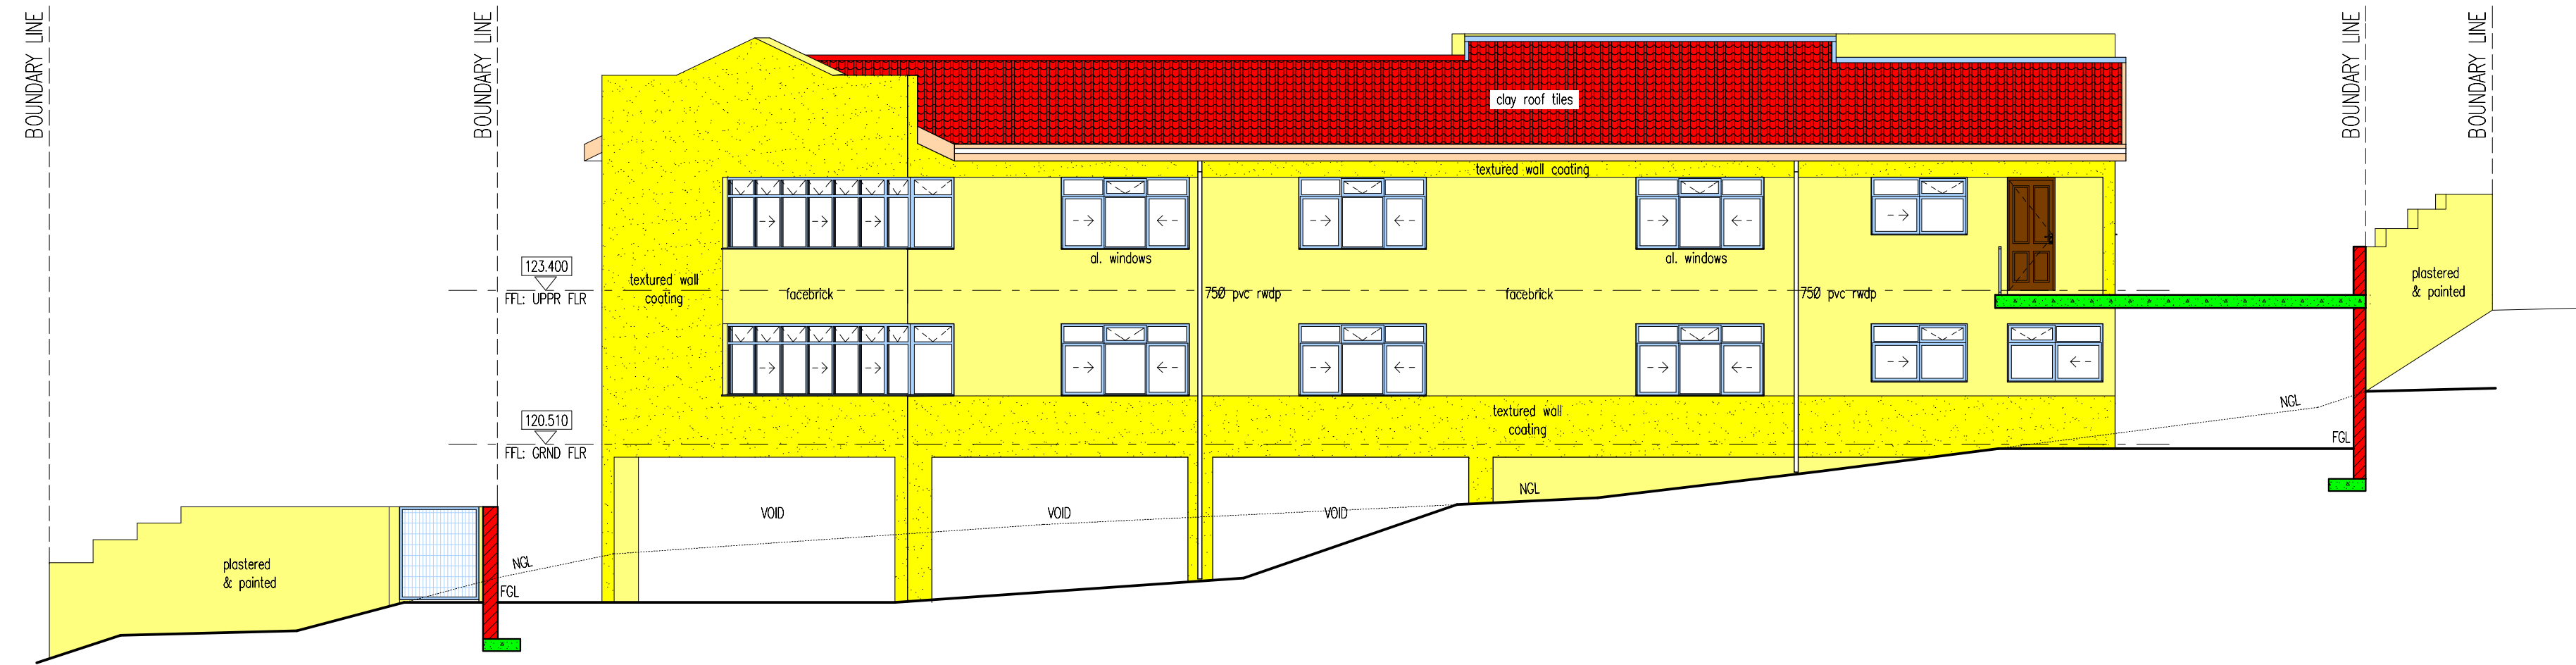 BOUNDARY LINE
BOUNDARY LINE
BOUNDARY LINE
BOUNDARY LINE
clay roof tiles
textured wall coating
al. windows
al. windows
123.400
FFL: UPPR FLR
textured wall
coating
facebrick
75Ø pvc rwdp
facebrick
75Ø pvc rwdp
plastered
& painted
120.510
FFL: GRND FLR
textured wall
coating
NGL
FGL
NGL
VOID
VOID
VOID
plastered
& painted
NGL
FGL